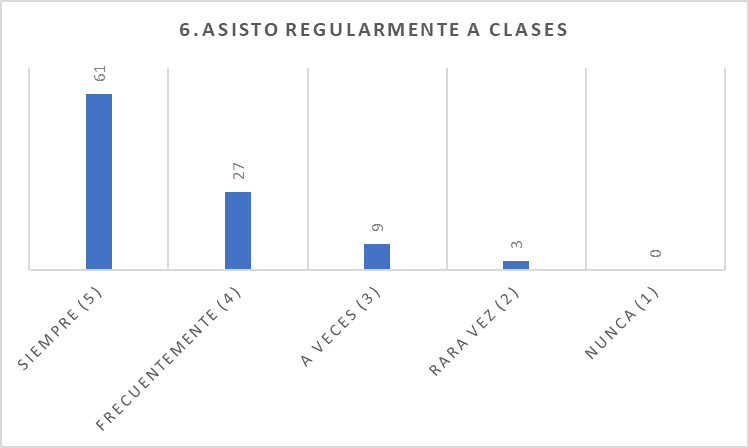 6.ASISTO REGULARMENTE A CLASES
61
27
9
3
0
SIEMPRE (5)
FRECUENTEMENTE (4)
A VECES (3)
RARA VEZ (2)
NUNCA (1)